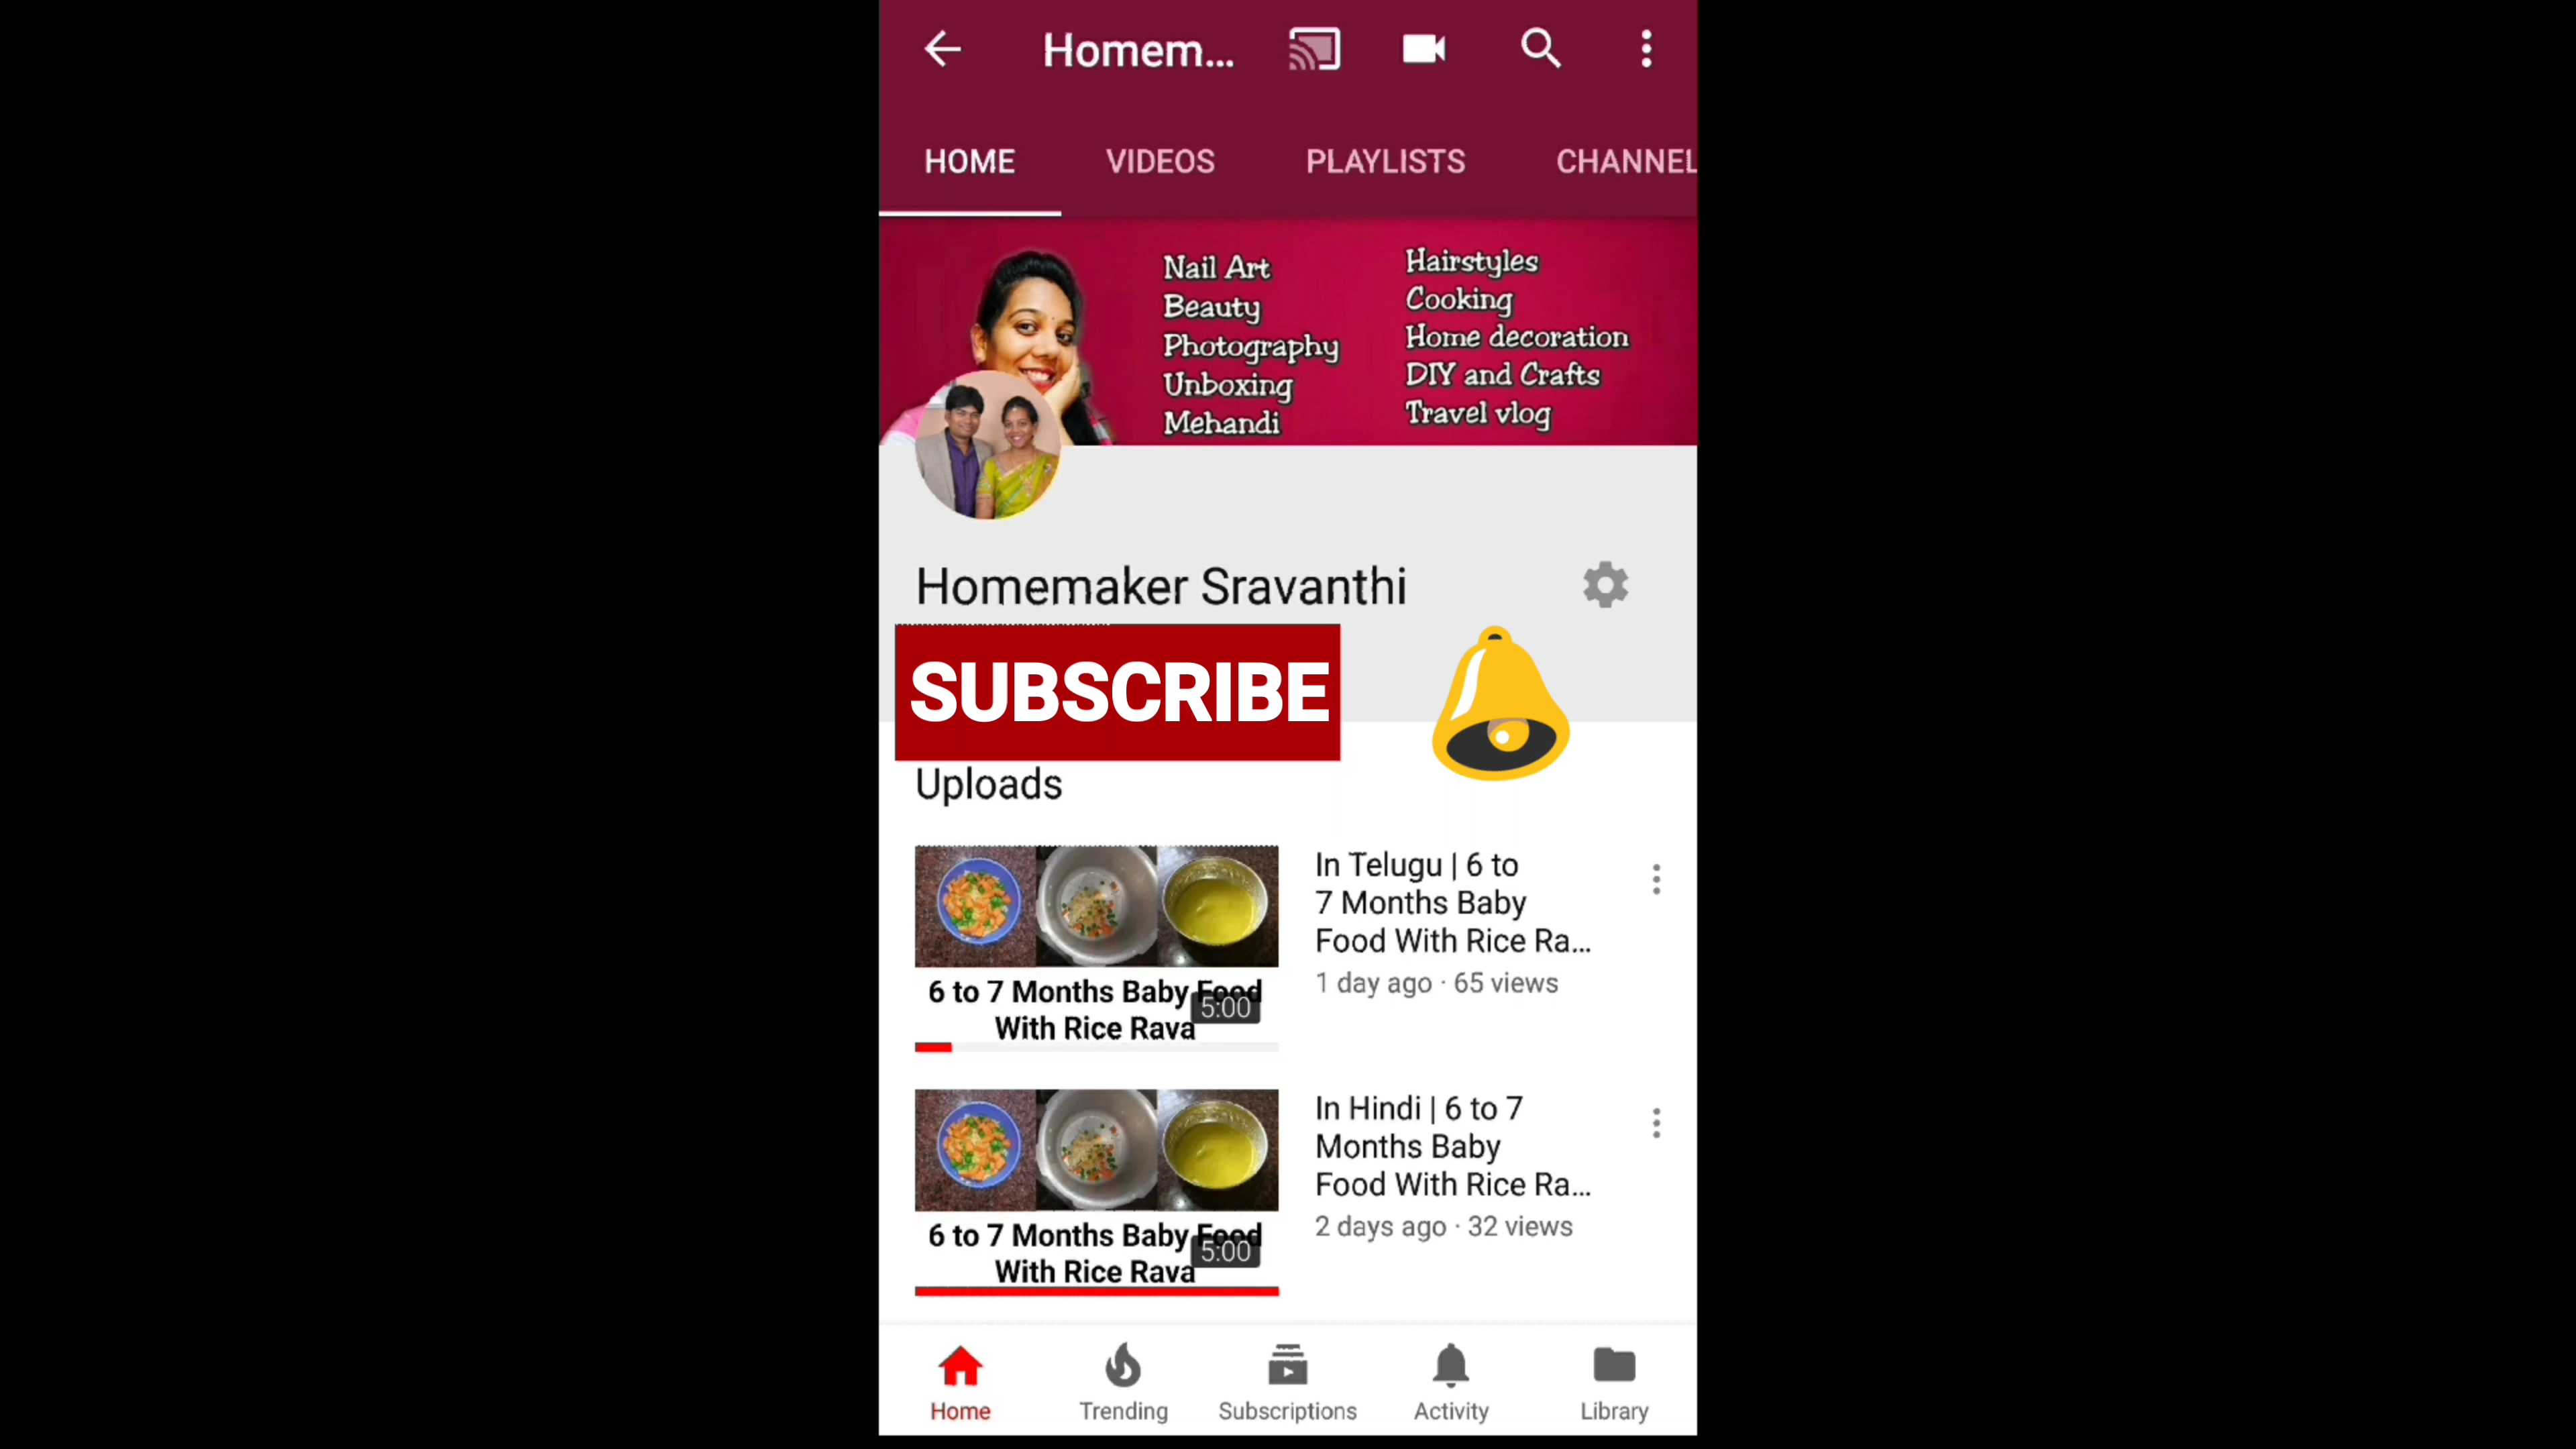 Homem...
HOME VIDEOS PLAYLISTS CHANNEL
Nail Art
Beauty
Photography
Unboxing
Mehandi
Hairstyles
Cooking
Home decoration
DIY and Crafts
Travel vlog
Homemaker Sravanthi
SUBSCRIBE
Uploads
6 to 7 Months Baby Food
With Rice Rava
5:00
In Telugu | 6 to
7 Months Baby
Food With Rice Ra...
1 day ago · 65 views
6 to 7 Months Baby Food
With Rice Rava
5:00
In Hindi | 6 to 7
Months Baby
Food With Rice Ra...
2 days ago · 32 views
Home Trending Subscriptions Activity Library